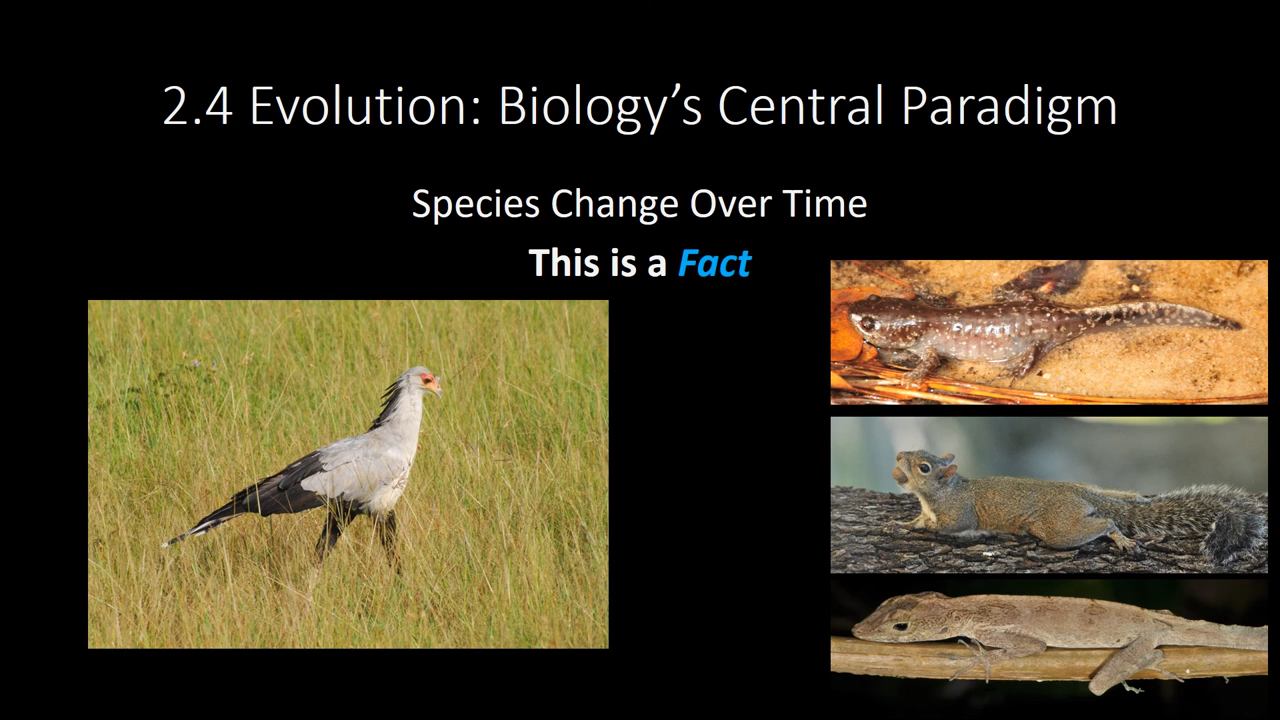 2.4 Evolution: Biology’s Central Paradigm
Species Change Over Time
This is a Fact